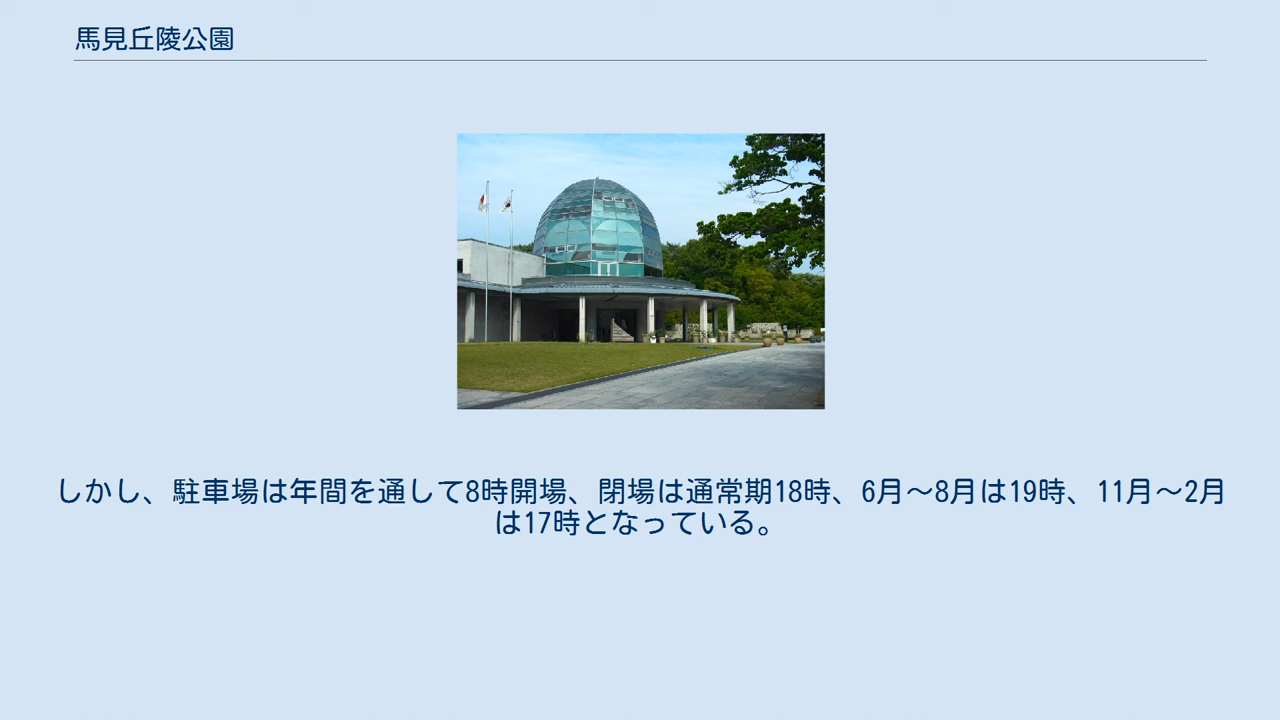 馬見丘陵公園
しかし、駐車場は年間を通して8時開場、閉場は通常期18時、6月～8月は19時、11月～2月
は17時となっている。